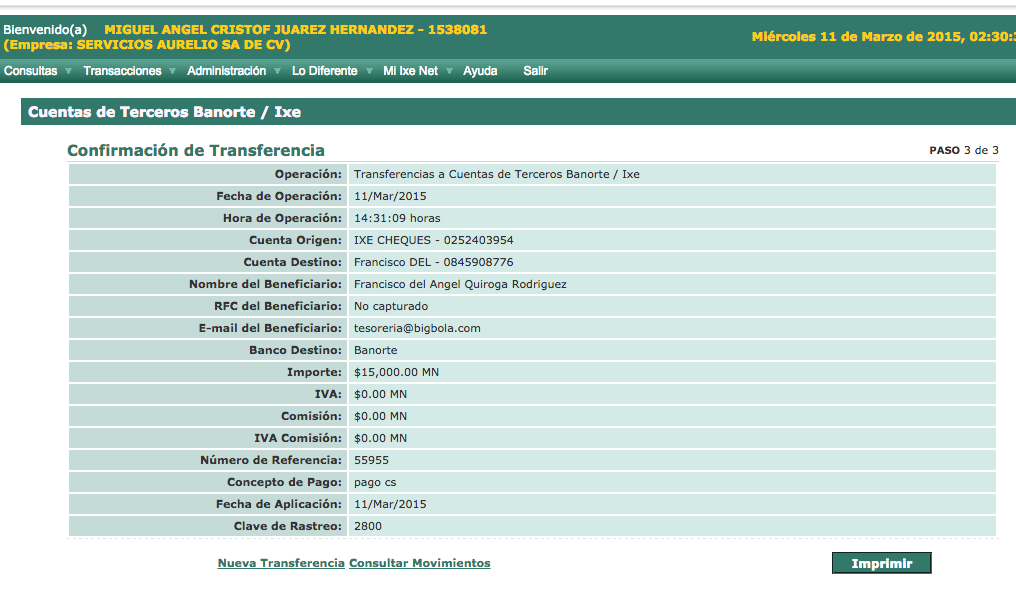 Bienvenido(a) MIGUEL ANGEL CRISTOF JUAREZ HERNANDEZ - 1538081
(Empresa: SERVICIOS AURELIO SA DE CV)
Miércoles 11 de Marzo de 2015, 02:30:
Consultas Transacciones Administración Lo Diferente Mi Ixe Net Ayuda Salir
Cuentas de Terceros Banorte / Ixe
Confirmación de Transferencia PASO 3 de 3
Operación: Transferencias a Cuentas de Terceros Banorte / Ixe
Fecha de Operación: 11/Mar/2015
Hora de Operación: 14:31:09 horas
Cuenta Origen: IXE CHEQUES - 0252403954
Cuenta Destino: Francisco DEL - 0845908776
Nombre del Beneficiario: Francisco del Angel Quiroga Rodriguez
RFC del Beneficiario: No capturado
E-mail del Beneficiario: tesoreria@bigbola.com
Banco Destino: Banorte
Importe: $15,000.00 MN
IVA: $0.00 MN
Comisión: $0.00 MN
IVA Comisión: $0.00 MN
Número de Referencia: 55955
Concepto de Pago: pago cs
Fecha de Aplicación: 11/Mar/2015
Clave de Rastreo: 2800
Nueva Transferencia Consultar Movimientos Imprimir